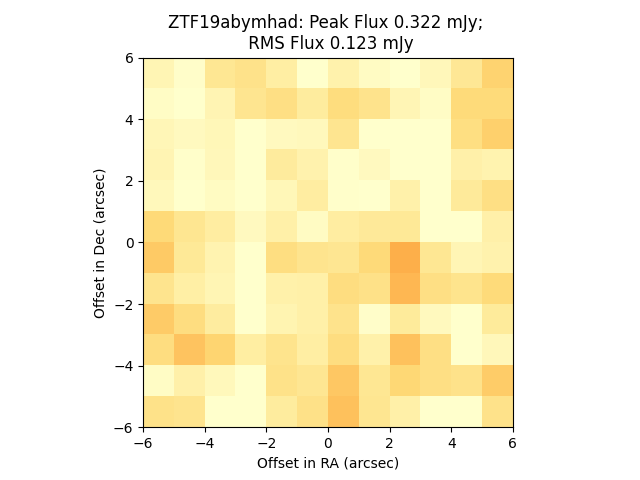 ZTF19abymhad: Peak Flux 0.322 mJy;
RMS Flux 0.123 mJy
6
4
2
0
−2
−4
−6
Offset in Dec (arcsec)
−6 −4 −2 0 2 4 6
Offset in RA (arcsec)